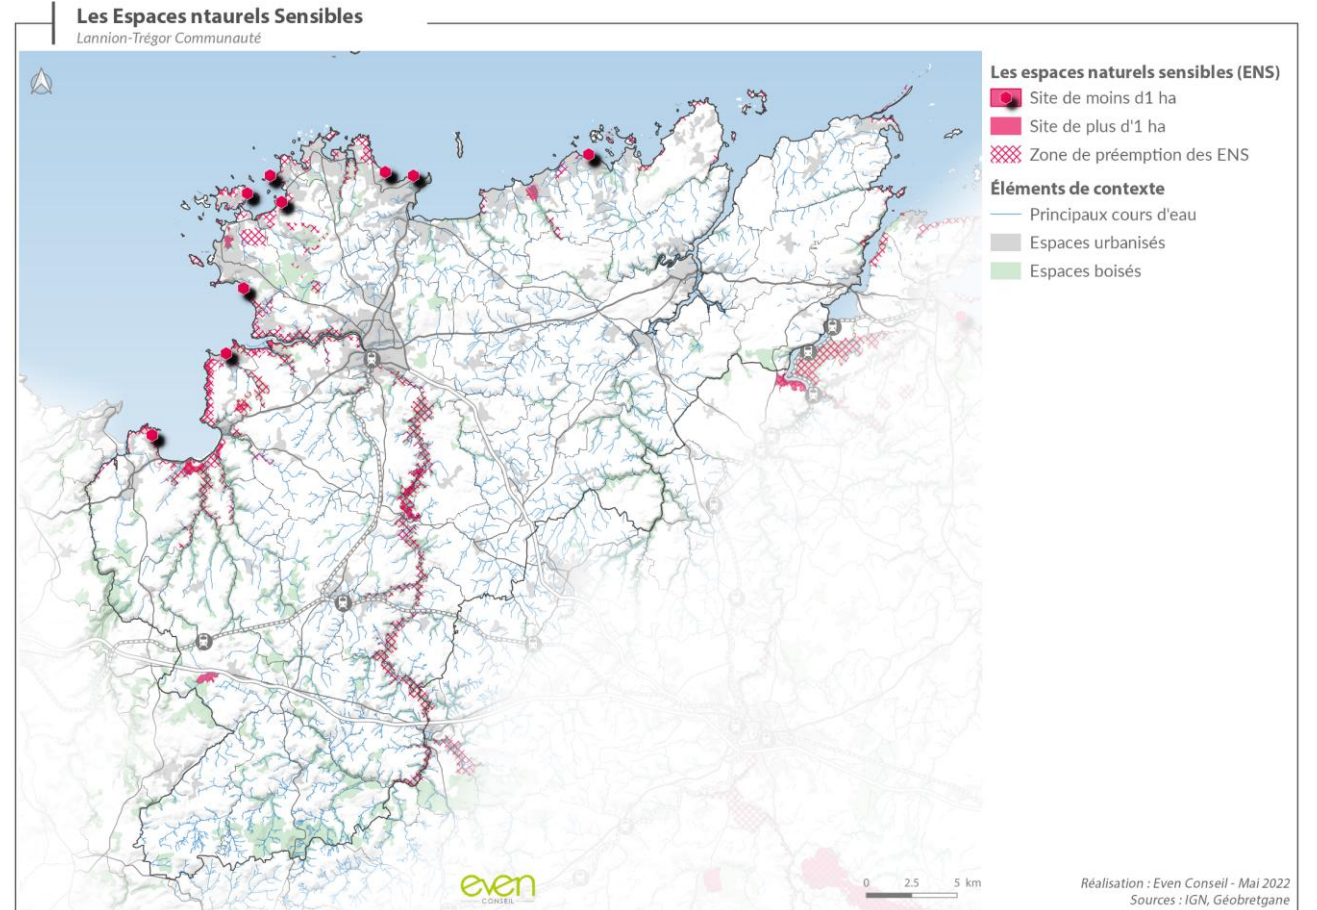 Les Espaces ntaurels Sensibles
Lannion-Trégor Communauté
Les espaces naturels sensibles (ENS)
Site de moins d1 ha
Site de plus d'1 ha
Zone de préemption des ENS
Éléments de contexte
Principaux cours d'eau
Espaces urbanisés
Espaces boisés
even
CONSEIL
0 2.5 5 km
Réalisation : Even Conseil - Mai 2022
Sources : IGN, Géobretgane